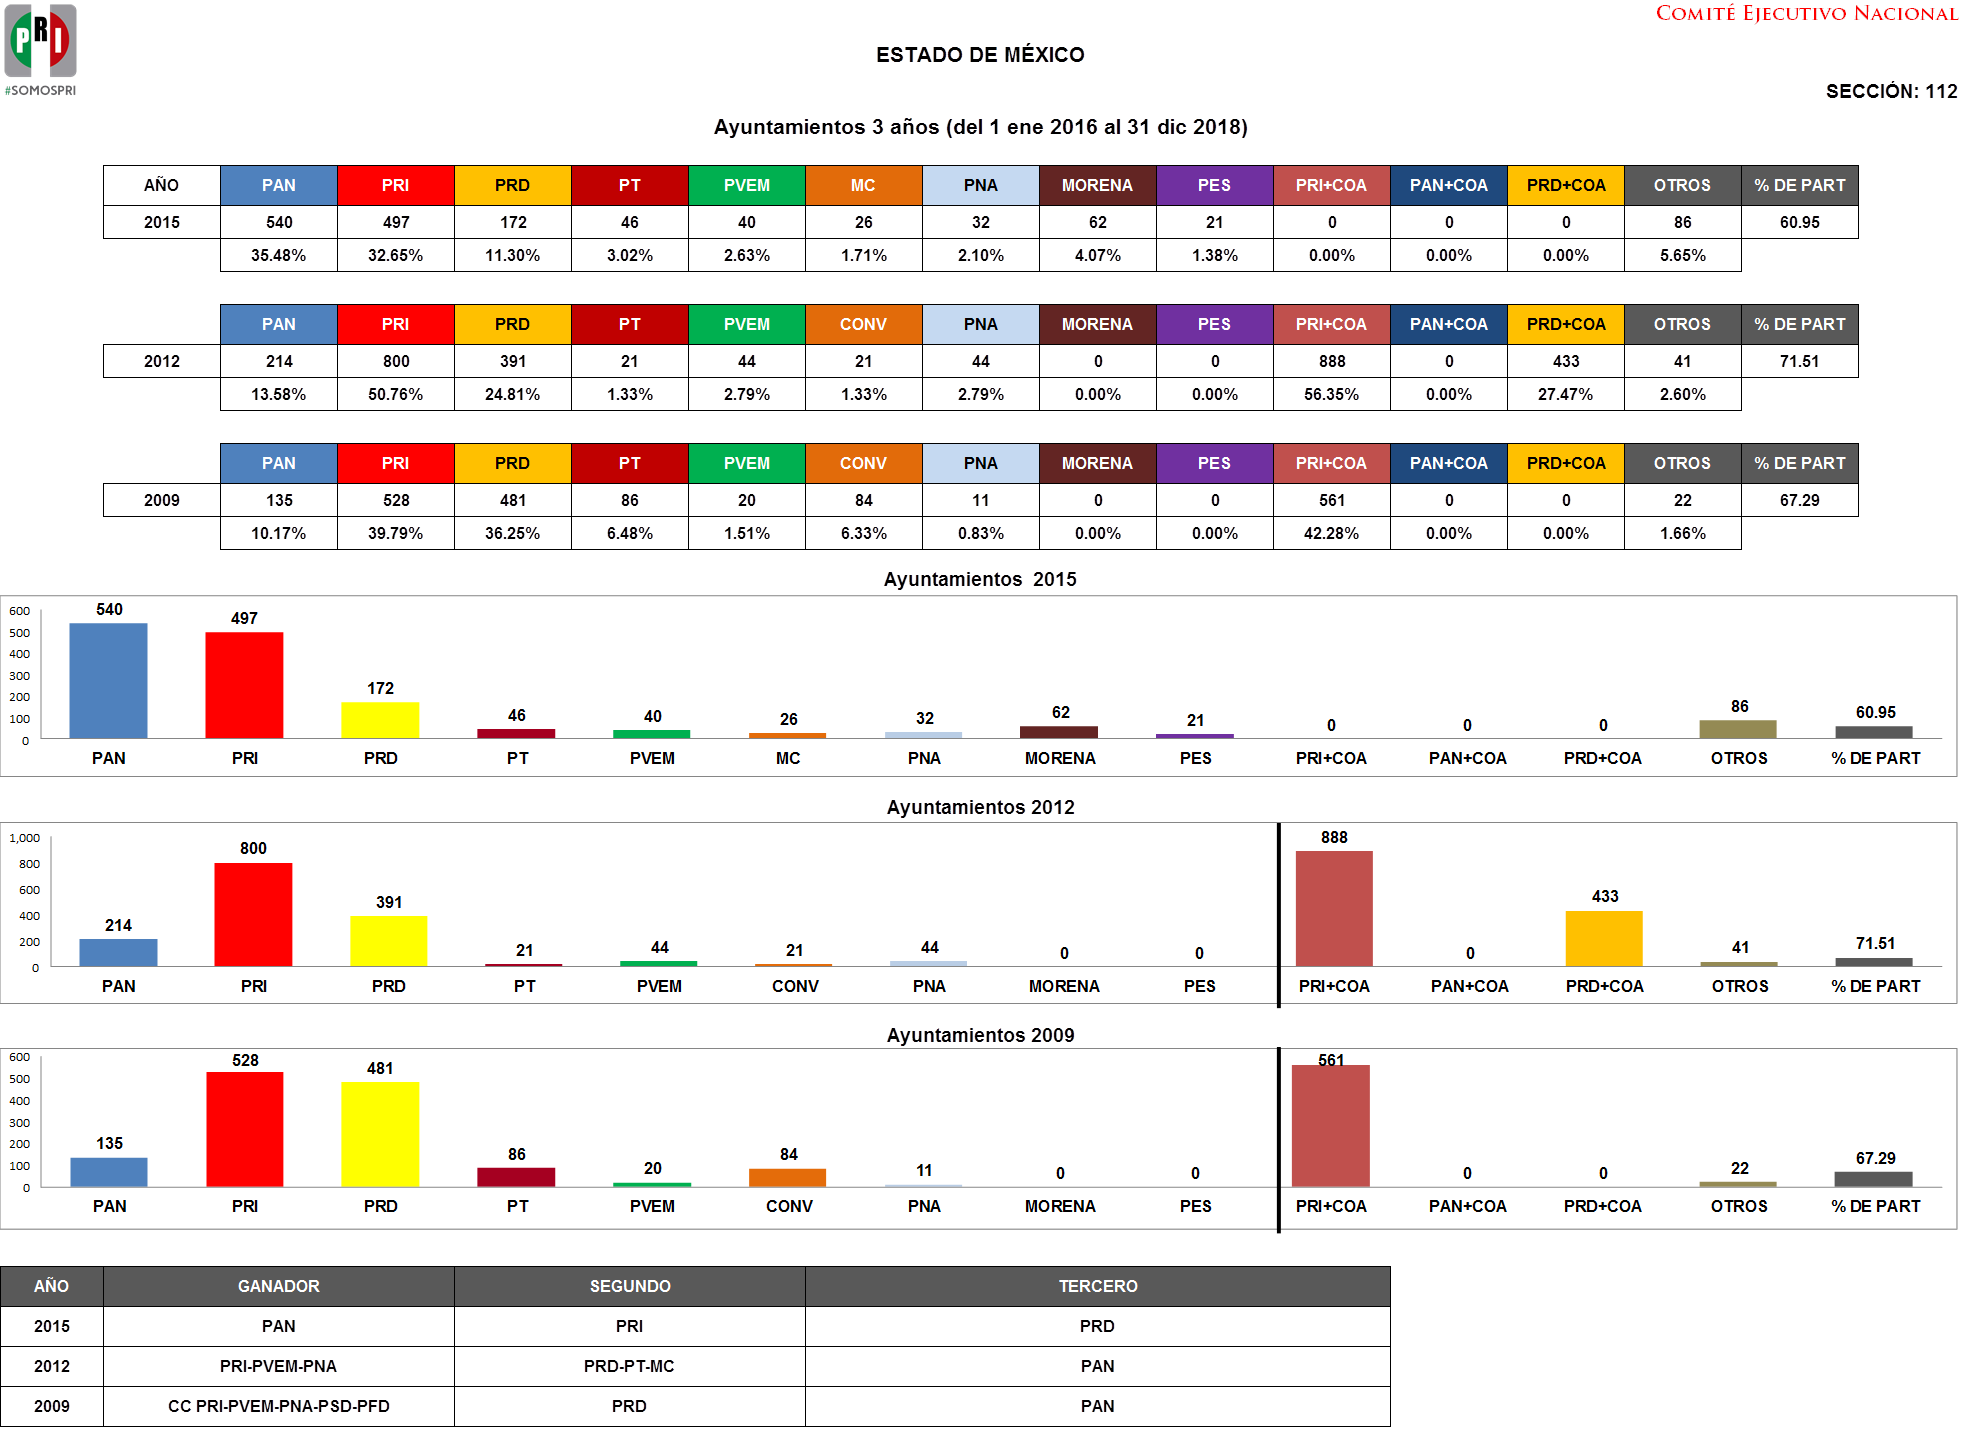 PRI
#SOMOSPRI
COMITÉ EJECUTIVO NACIONAL
ESTADO DE MÉXICO
SECCIÓN: 112
Ayuntamientos 3 años (del 1 ene 2016 al 31 dic 2018)
AÑO PAN PRI PRD PT PVEM MC PNA MORENA PES PRI+COA PAN+COA PRD+COA OTROS % DE PART
2015 540 497 172 46 40 26 32 62 21 0 0 0 86 60.95
35.48% 32.65% 11.30% 3.02% 2.63% 1.71% 2.10% 4.07% 1.38% 0.00% 0.00% 0.00% 5.65%
PAN PRI PRD PT PVEM CONV PNA MORENA PES PRI+COA PAN+COA PRD+COA OTROS % DE PART
2012 214 800 391 21 44 21 44 0 0 888 0 433 41 71.51
13.58% 50.76% 24.81% 1.33% 2.79% 1.33% 2.79% 0.00% 0.00% 56.35% 0.00% 27.47% 2.60%
PAN PRI PRD PT PVEM CONV PNA MORENA PES PRI+COA PAN+COA PRD+COA OTROS % DE PART
2009 135 528 481 86 20 84 11 0 0 561 0 0 22 67.29
10.17% 39.79% 36.25% 6.48% 1.51% 6.33% 0.83% 0.00% 0.00% 42.28% 0.00% 0.00% 1.66%
Ayuntamientos 2015
600
500
400
300
200
100
0
540 497 172 46 40 26 32 62 21 0 0 0 86 60.95
PAN PRI PRD PT PVEM MC PNA MORENA PES PRI+COA PAN+COA PRD+COA OTROS % DE PART
Ayuntamientos 2012
1,000
800
600
400
200
0
214 800 391 21 44 21 44 0 0 888 0 433 41 71.51
PAN PRI PRD PT PVEM CONV PNA MORENA PES PRI+COA PAN+COA PRD+COA OTROS % DE PART
Ayuntamientos 2009
600
500
400
300
200
100
0
135 528 481 86 20 84 11 0 0 561 0 0 22 67.29
PAN PRI PRD PT PVEM CONV PNA MORENA PES PRI+COA PAN+COA PRD+COA OTROS % DE PART
AÑO GANADOR SEGUNDO TERCERO
2015 PAN PRI PRD
2012 PRI-PVEM-PNA PRD-PT-MC PAN
2009 CC PRI-PVEM-PNA-PSD-PFD PRD PAN